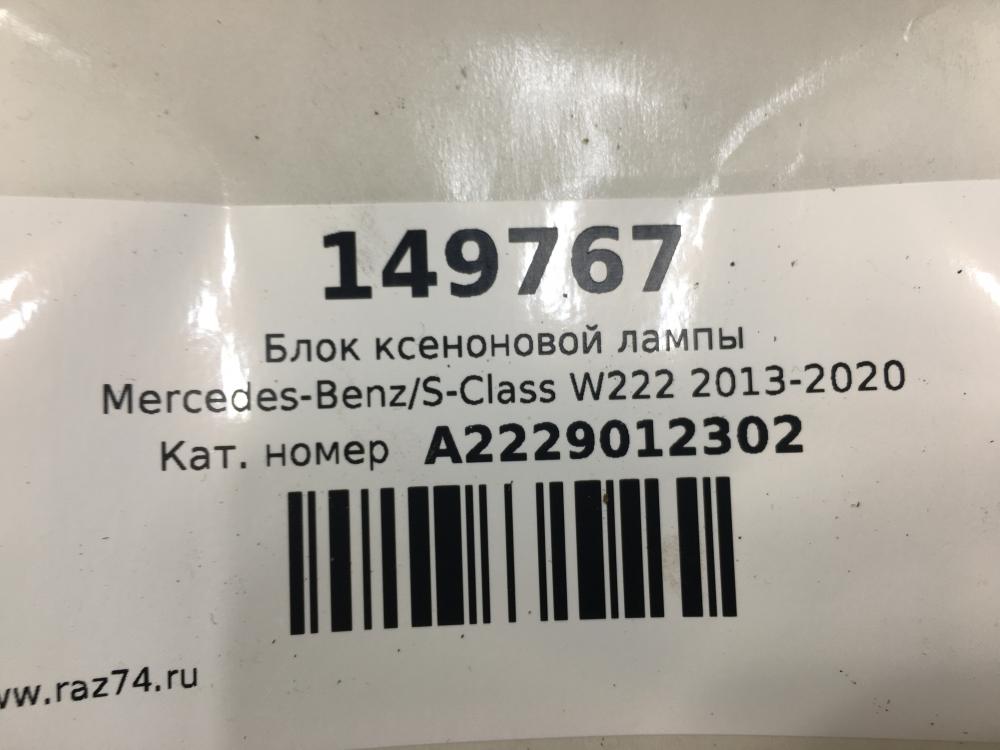 149767
Блок ксеноновой лампы
Mercedes-Benz/S-Class W222 2013-2020
Кат. номер A2229012302
ww.raz74.ru